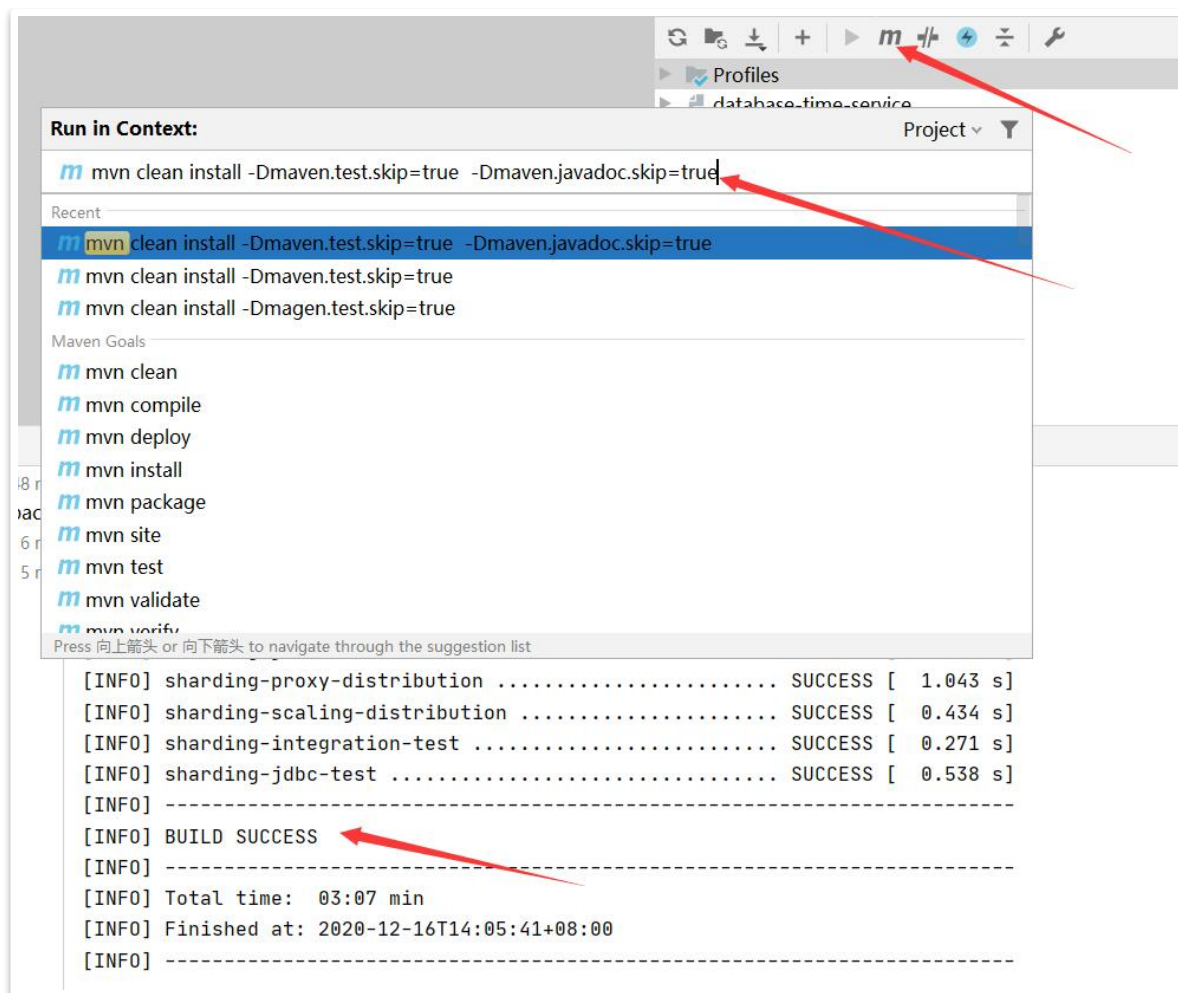 Profiles
database-time-service
Run in Context:
Project
m mvn clean install -Dmaven.test.skip=true  -Dmaven.javadoc.skip=true
Recent
m mvn clean install -Dmaven.test.skip=true  -Dmaven.javadoc.skip=true
m mvn clean install -Dmaven.test.skip=true
m mvn clean install -Dmagen.test.skip=true
Maven Goals
m mvn clean
m mvn compile
m mvn deploy
m mvn install
m mvn package
m mvn site
m mvn test
m mvn validate
m mvn verify
Press 向上箭头 or 向下箭头 to navigate through the suggestion list
[INFO] sharding-proxy-distribution ........................ SUCCESS [  1.043 s]
[INFO] sharding-scaling-distribution ...................... SUCCESS [  0.434 s]
[INFO] sharding-integration-test .......................... SUCCESS [  0.271 s]
[INFO] sharding-jdbc-test ................................. SUCCESS [  0.538 s]
[INFO] ------------------------------------------------------------------------
[INFO] BUILD SUCCESS
[INFO] ------------------------------------------------------------------------
[INFO] Total time:  03:07 min
[INFO] Finished at: 2020-12-16T14:05:41+08:00
[INFO] ------------------------------------------------------------------------